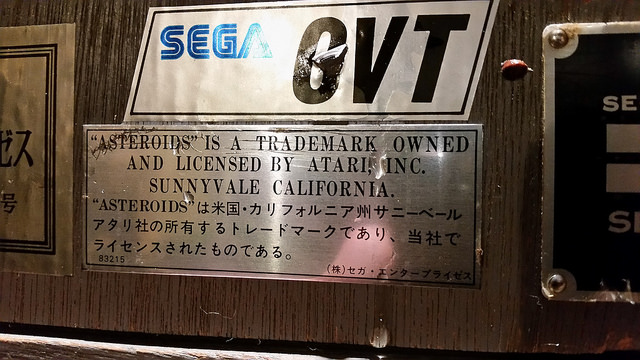 SEGA OVT
"ASTEROIDS" IS A TRADEMARK OWNED
AND LICENSED BY ATARI, INC.
SUNNYVALE CALIFORNIA.
"ASTEROIDS"は米国・カリフォルニア州サニーベール
アタリ社の所有するトレードマークであり、当社で
ライセンスされたものである。
83215
(株)セガ・エンタープライゼス
ゼス
号
SE
S